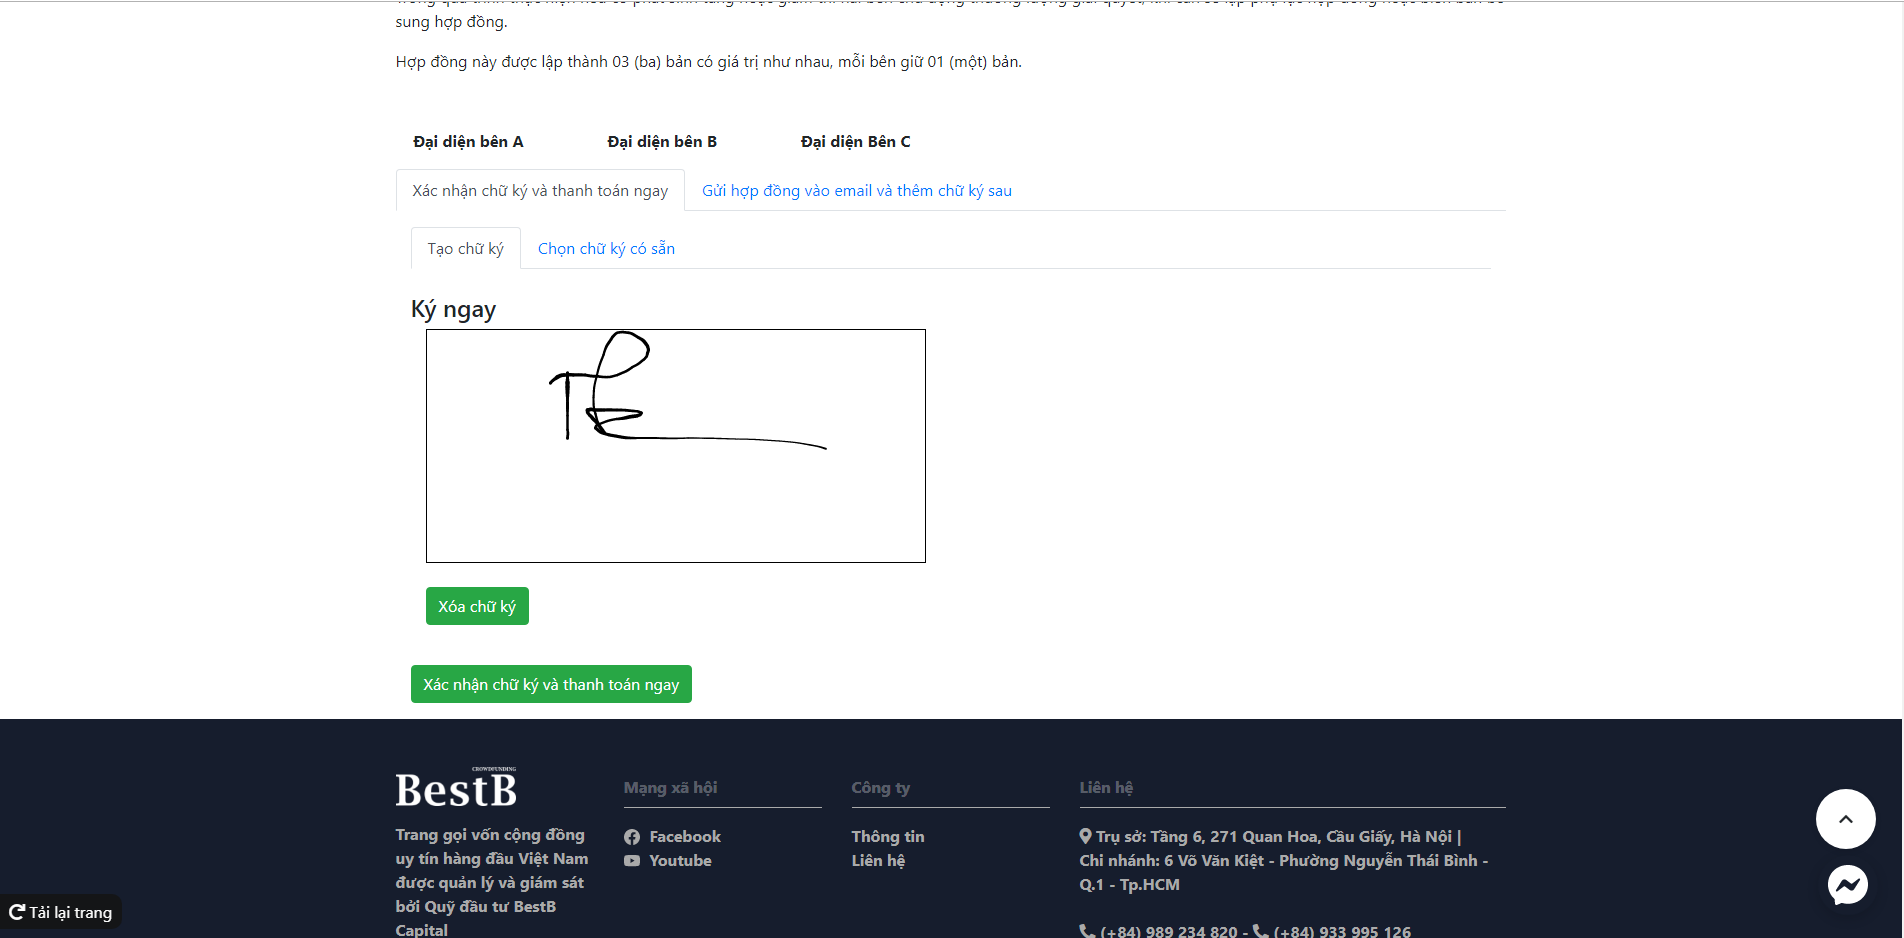 sung hợp đồng.
Hợp đồng này được lập thành 03 (ba) bản có giá trị như nhau, mỗi bên giữ 01 (một) bản.
Đại diện bên A
Đại diện bên B
Đại diện Bên C
Xác nhận chữ ký và thanh toán ngay
Gửi hợp đồng vào email và thêm chữ ký sau
Tạo chữ ký
Chọn chữ ký có sẵn
Ký ngay
Xóa chữ ký
Xác nhận chữ ký và thanh toán ngay
CROWDFUNDING
BestB
Trang gọi vốn cộng đồng
uy tín hàng đầu Việt Nam
được quản lý và giám sát
bởi Quỹ đầu tư BestB
Capital
Mạng xã hội
Facebook
Youtube
Công ty
Thông tin
Liên hệ
Liên hệ
Trụ sở: Tầng 6, 271 Quan Hoa, Cầu Giấy, Hà Nội |
Chi nhánh: 6 Võ Văn Kiệt - Phường Nguyễn Thái Bình -
Q.1 - Tp.HCM
(+84) 989 234 820 - (+84) 933 995 126
Tải lại trang